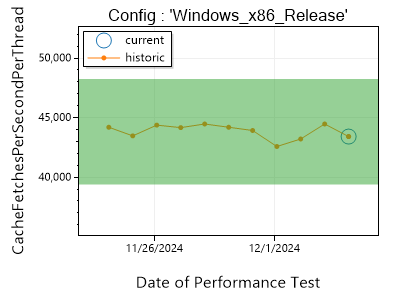 Config : 'Windows_x86_Release'
current
historic
50,000
45,000
40,000
CacheFetchesPerSecondPerThread
11/26/2024
12/1/2024
Date of Performance Test